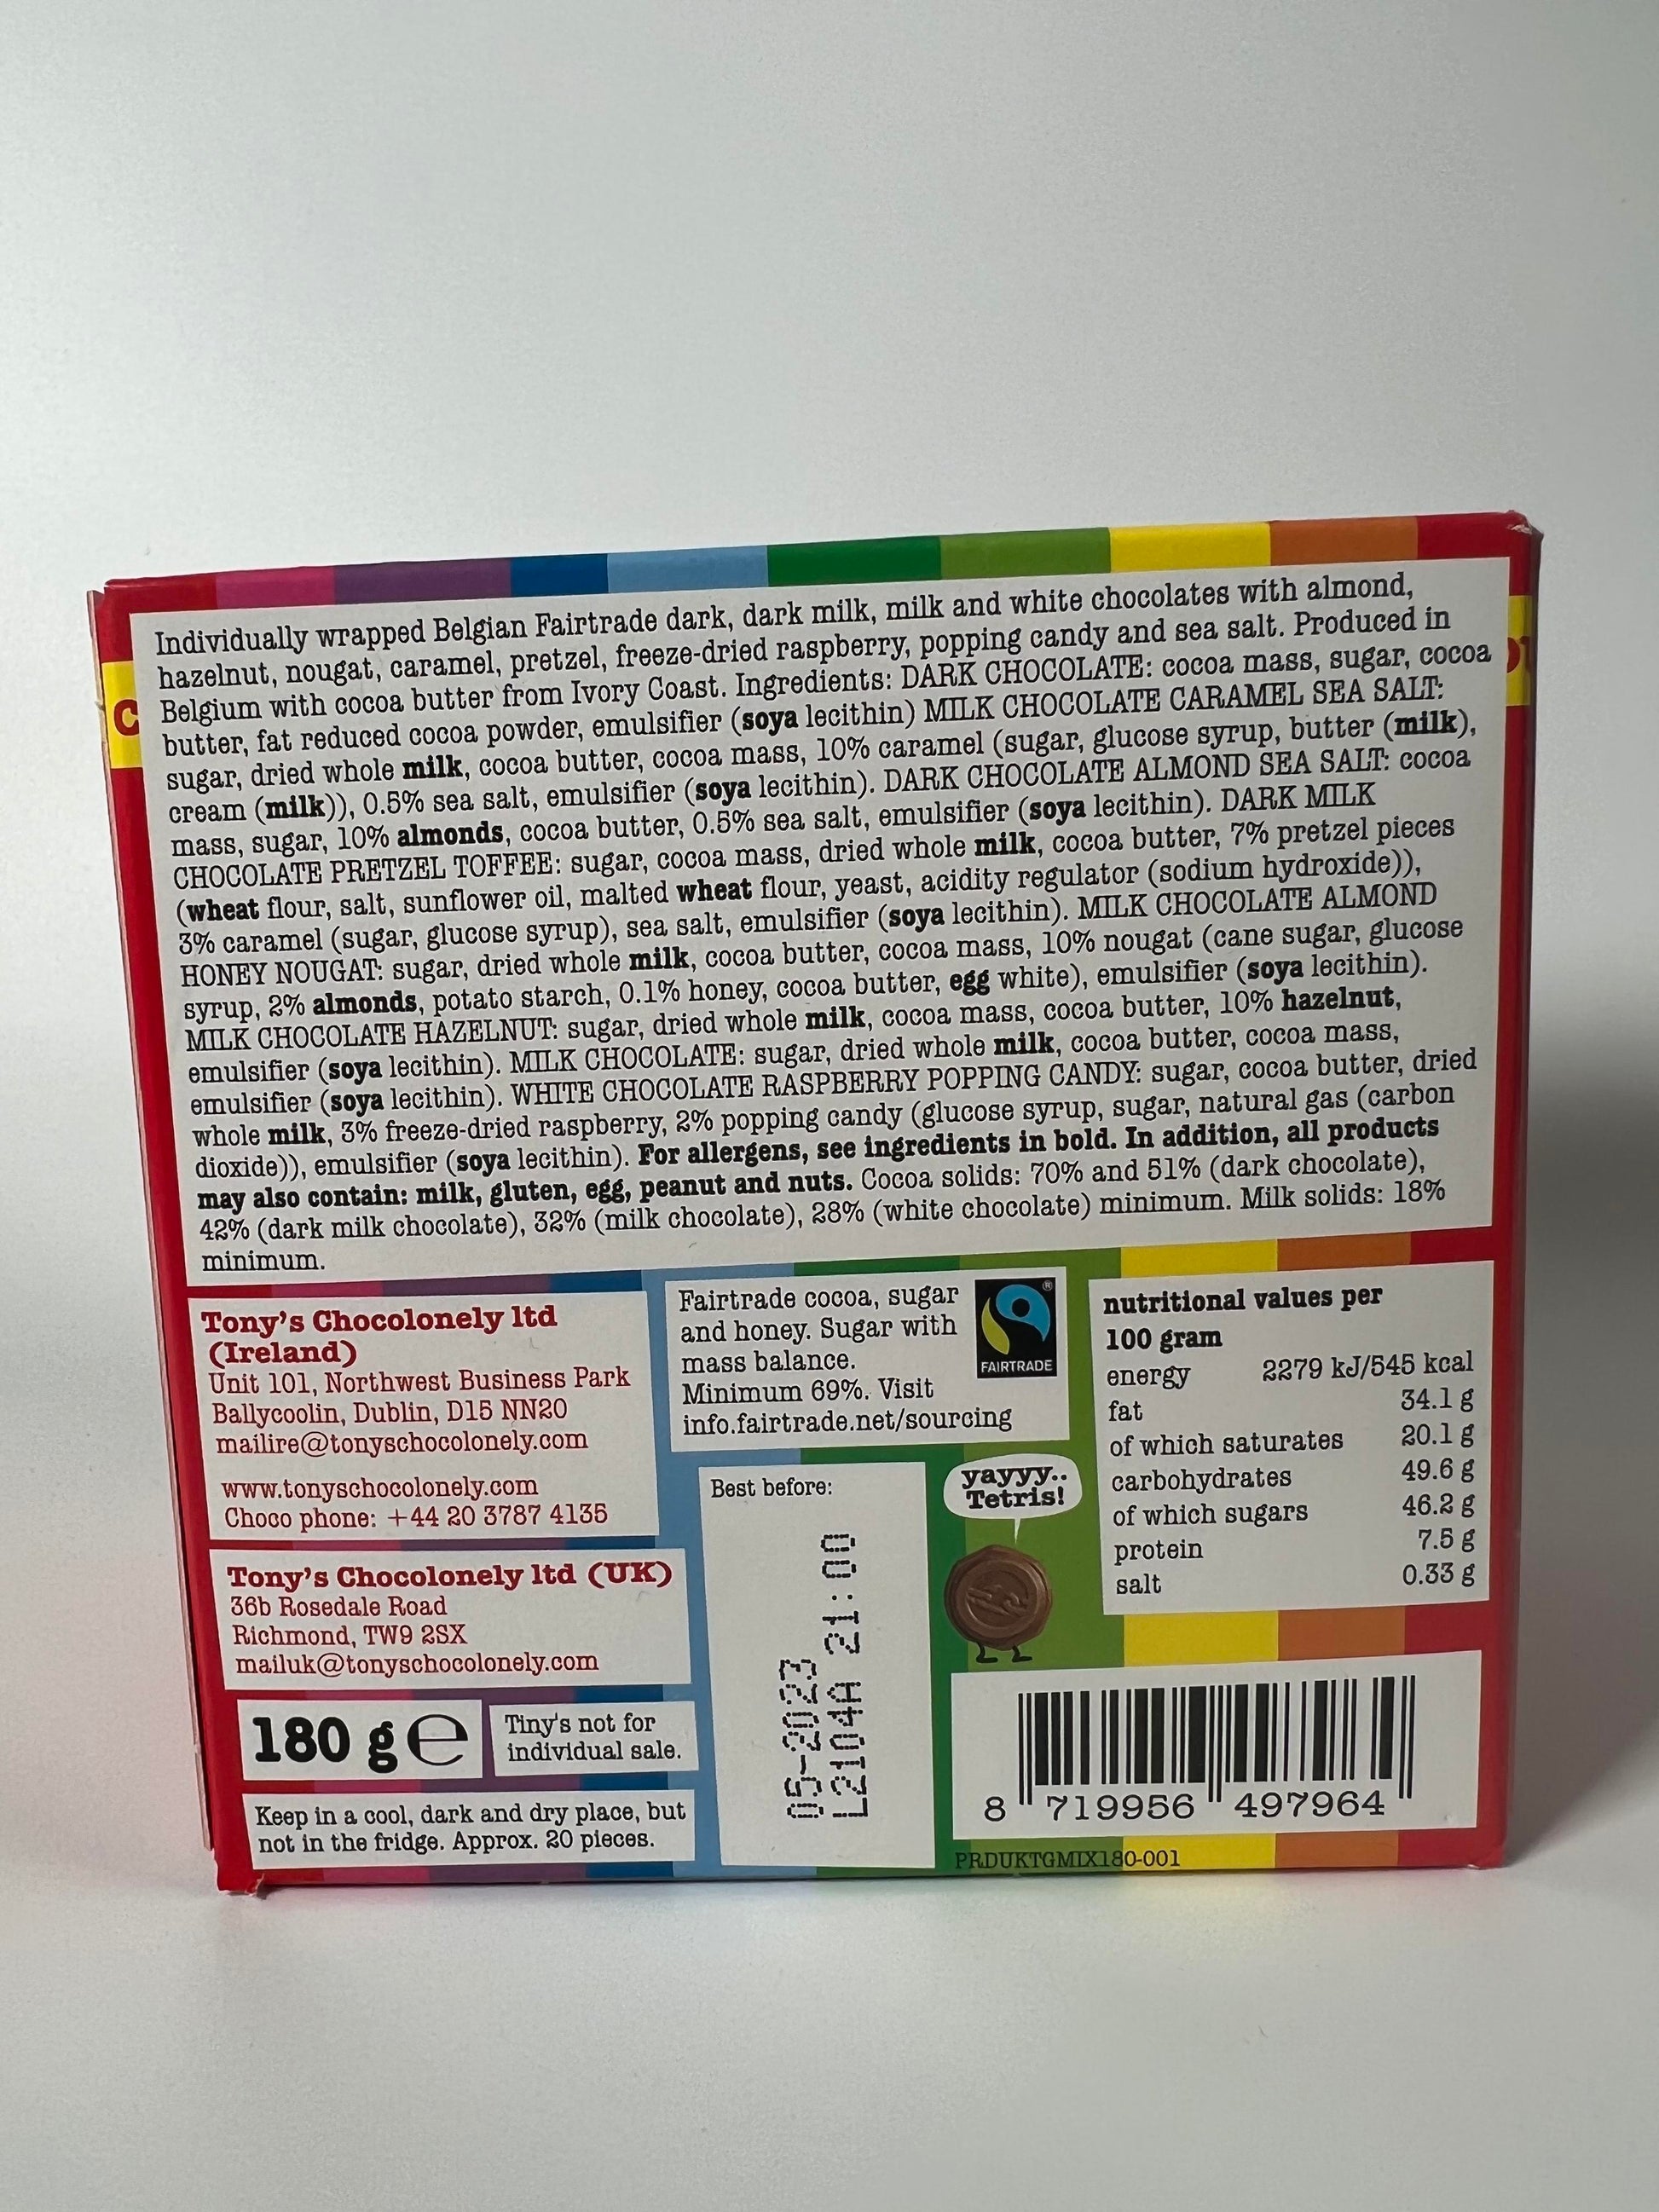 Individually wrapped Belgian Fairtrade dark, dark milk, milk and white chocolates with almond,
hazelnut, nougat, caramel, pretzel, freeze-dried raspberry, popping candy and sea salt. Produced in
Belgium with cocoa butter from Ivory Coast. Ingredients: DARK CHOCOLATE: cocoa mass, sugar, cocoa
butter, fat reduced cocoa powder, emulsifier (soya lecithin) MILK CHOCOLATE CARAMEL SEA SALT:
sugar, dried whole milk, cocoa butter, cocoa mass, 10% caramel (sugar, glucose syrup, butter (milk),
cream (milk)), 0.5% sea salt, emulsifier (soya lecithin). DARK CHOCOLATE ALMOND SEA SALT: cocoa
mass, sugar, 10% almonds, cocoa butter, 0.5% sea salt, emulsifier (soya lecithin). DARK MILK
CHOCOLATE PRETZEL TOFFEE: sugar, cocoa mass, dried whole milk, cocoa butter, 7% pretzel pieces
(wheat flour, salt, sunflower oil, malted wheat flour, yeast, acidity regulator (sodium hydroxide)),
3% caramel (sugar, glucose syrup), sea salt, emulsifier (soya lecithin). MILK CHOCOLATE ALMOND
HONEY NOUGAT: sugar, dried whole milk, cocoa butter, cocoa mass, 10% nougat (cane sugar, glucose
syrup, 2% almonds, potato starch, 0.1% honey, cocoa butter, egg white), emulsifier (soya lecithin).
MILK CHOCOLATE HAZELNUT: sugar, dried whole milk, cocoa mass, cocoa butter, 10% hazelnut,
emulsifier (soya lecithin). MILK CHOCOLATE: sugar, dried whole milk, cocoa butter, cocoa mass,
emulsifier (soya lecithin). WHITE CHOCOLATE RASPBERRY POPPING CANDY: sugar, cocoa butter, dried
whole milk, 3% freeze-dried raspberry, 2% popping candy (glucose syrup, sugar, natural gas (carbon
dioxide)), emulsifier (soya lecithin). For allergens, see ingredients in bold. In addition, all products
may also contain: milk, gluten, egg, peanut and nuts. Cocoa solids: 70% and 51% (dark chocolate),
42% (dark milk chocolate), 32% (milk chocolate), 28% (white chocolate) minimum. Milk solids: 18%
minimum.
Tony's Chocolonely ltd
(Ireland)
Unit 101, Northwest Business Park
Ballycoolin, Dublin, D15 NN20
mailire@tonyschocolonely.com
www.tonyschocolonely.com
Choco phone: +44 20 3787 4135
Tony's Chocolonely ltd (UK)
36b Rosedale Road
Richmond, TW9 2SX
mailuk@tonyschocolonely.com
180 g e
Tiny's not for
individual sale.
Keep in a cool, dark and dry place, but
not in the fridge. Approx. 20 pieces.
Fairtrade cocoa, sugar
and honey. Sugar with
mass balance.
Minimum 69%. Visit
info.fairtrade.net/sourcing
FAIRTRADE
®
Best before:
05-2023
L2104A 21:00
yayyy..
Tetris!
nutritional values per
100 gram
energy 2279 kJ/545 kcal
fat 34.1 g
of which saturates 20.1 g
carbohydrates 49.6 g
of which sugars 46.2 g
protein 7.5 g
salt 0.33 g
8 719956 497964
PRDUKTGMIX180-001